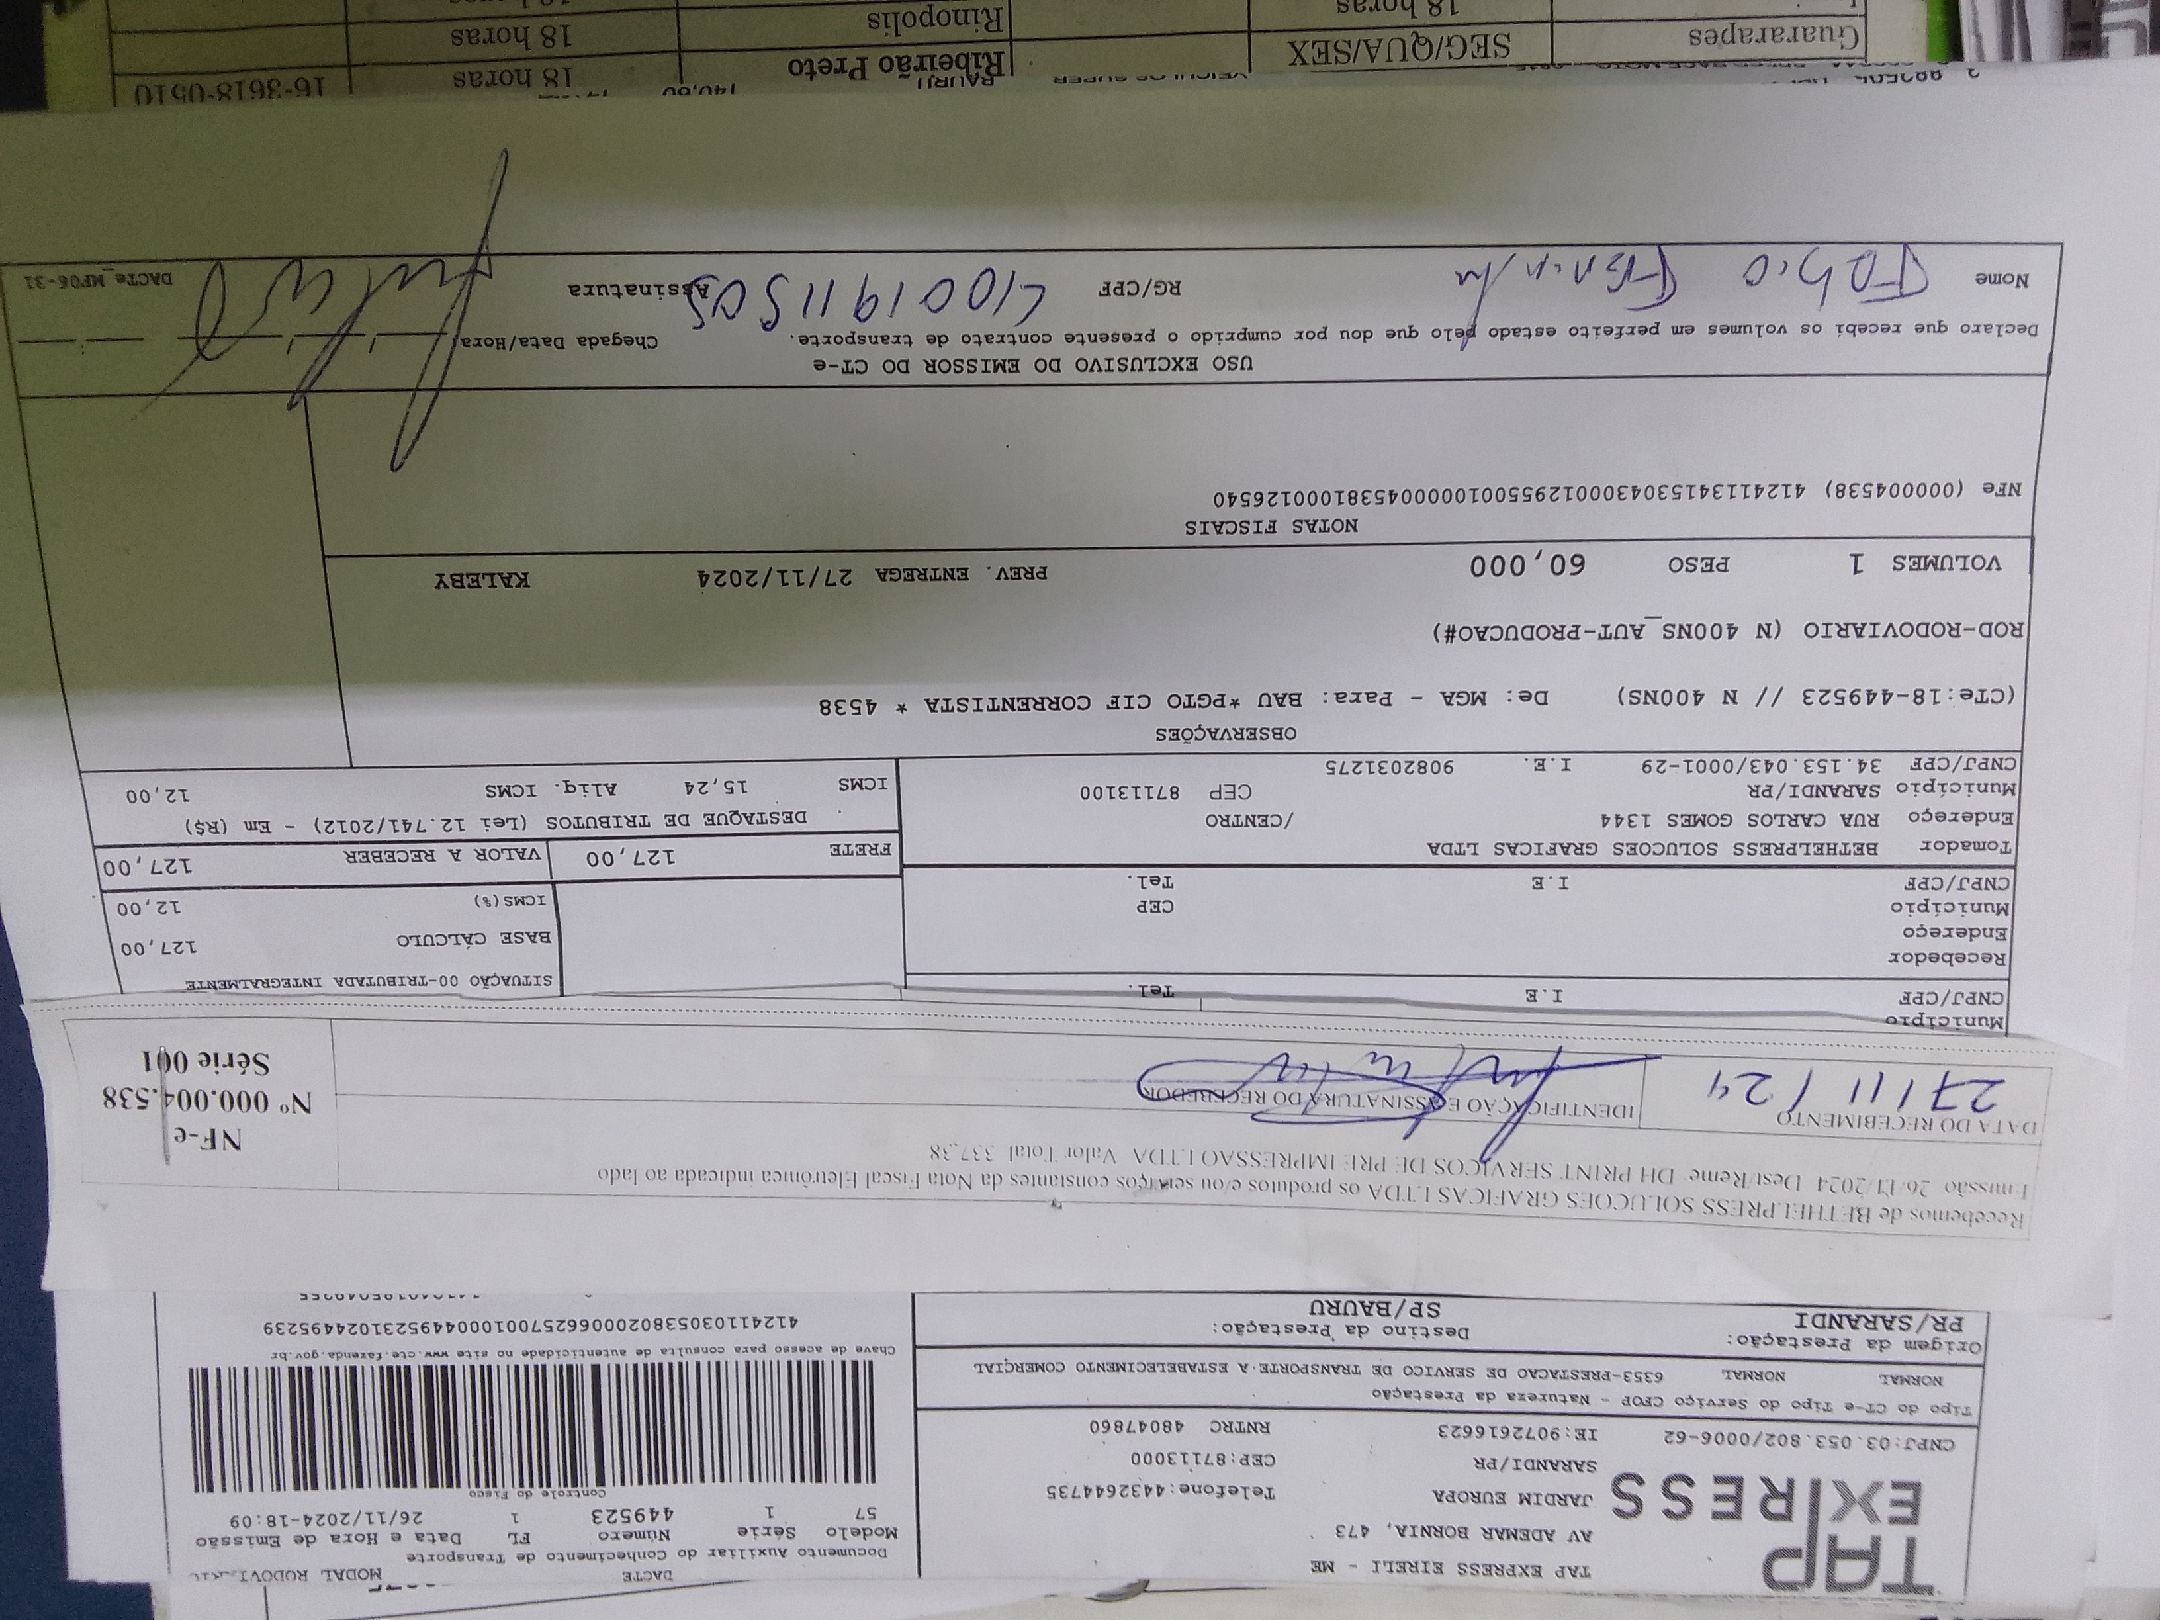 TAP
EXPRESS
TAP EXPRESS EIRELI - ME
AV ADEMAR BORNIA, 473
JARDIM EUROPA Telefone:4432644735
SARANDI/PR CEP:87113000
CNPJ:03.053.802/0006-62 IE:9072616623 RNTRC 48047860
Tipo do CT-e Tipo do Serviço CFOP - Natureza da Prestação
NORMAL NORMAL 6353-PRESTACAO DE SERVICO DE TRANSPORTE A ESTABELECIMENTO COMERCIAL
Origem da Prestação: Destino da Prestação:
PR/SARANDI SP/BAURU
DACTE MODAL
Documento Auxiliar do Conhecimento de Transporte
Modelo Série Número FL Data e Hora de Emissão
57 1 449523 1 26/11/2024-18:09
Controle do Fisco
Chave de acesso para consulta de autenticidade no site www.cte.fazenda.gov.br
41241103053802000662570010004495231024495239
Recebemos de BETHELPRESS SOLUCOES GRAFICAS LTDA os produtos e/ou serviços constantes da Nota Fiscal Eletrônica indicada ao lado
Emissão 26/11/2024 Dest/Reme DH PRINT SERVIÇOS DE PRE IMPRESSAO LTDA Valor Total 337,38
DATA DO RECEBIMENTO IDENTIFICAÇÃO E ASSINATURA DO RECEBEDOR
27/11/24
NF-e
Nº 000.004.538
Série 001
Município
CNPJ/CPF I.E Tel.
Recebedor
Endereço
Município CEP
CNPJ/CPF I.E Tel.
SITUAÇÃO 00-TRIBUTADA INTEGRALMENTE
BASE CÁLCULO 127,00
ICMS(%) 12,00
Tomador BETHELPRESS SOLUCOES GRAFICAS LTDA
Endereço RUA CARLOS GOMES 1344 /CENTRO
Município SARANDI/PR CEP 87113100
CNPJ/CPF 34.153.043/0001-29 I.E. 9082031275
FRETE 127,00 VALOR A RECEBER 127,00
DESTAQUE DE TRIBUTOS (Lei 12.741/2012) - Em (R$)
ICMS 15,24 Aliq. ICMS 12,00
OBSERVAÇÕES
(CTe:18-449523 // N 400NS) De: MGA - Para: BAU *PGTO CIF CORRENTISTA * 4538
ROD-RODOVIARIO (N 400NS_AUT-PRODUCAO#)
VOLUMES 1 PESO 60,000 PREV. ENTREGA 27/11/2024 KALEBY
NOTAS FISCAIS
NFe (000004538) 41241134153043000129550010000045381000126540
USO EXCLUSIVO DO EMISSOR DO CT-e
Declaro que recebi os volumes em perfeito estado pelo que dou por cumprido o presente contrato de transporte. Chegada Data/Hora
Nome Fabio RG/CPF 4100191150 Assinatura DACTe_MP06-31
Guararapes SEG/QUA/SEX Ribeirão Preto 18 horas 16-3618-0510
18 horas Rinopolis 18 horas